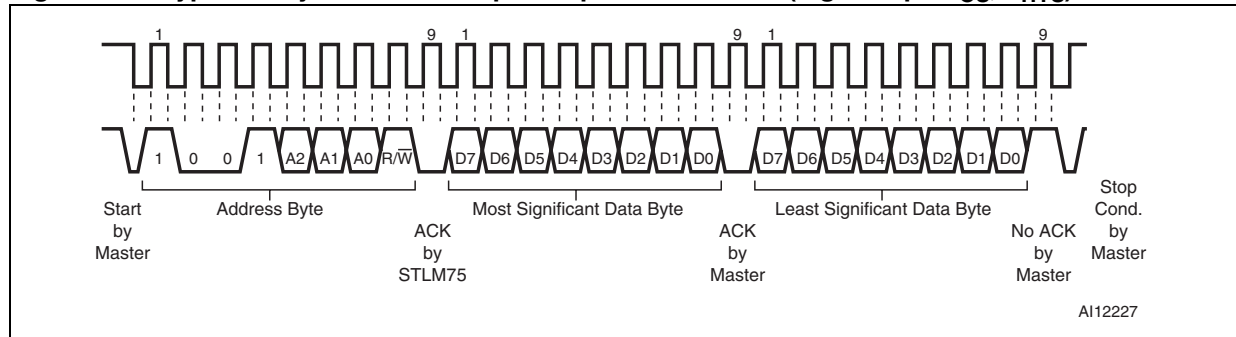 1 9 1 9 1 9
1 0 0 1 A2 A1 A0 R/W D7 D6 D5 D4 D3 D2 D1 D0 D7 D6 D5 D4 D3 D2 D1 D0
Start
by
Master
Address Byte
ACK
by
STLM75
Most Significant Data Byte
ACK
by
Master
Least Significant Data Byte
No ACK
by
Master
Stop
Cond.
by
Master
AI12227